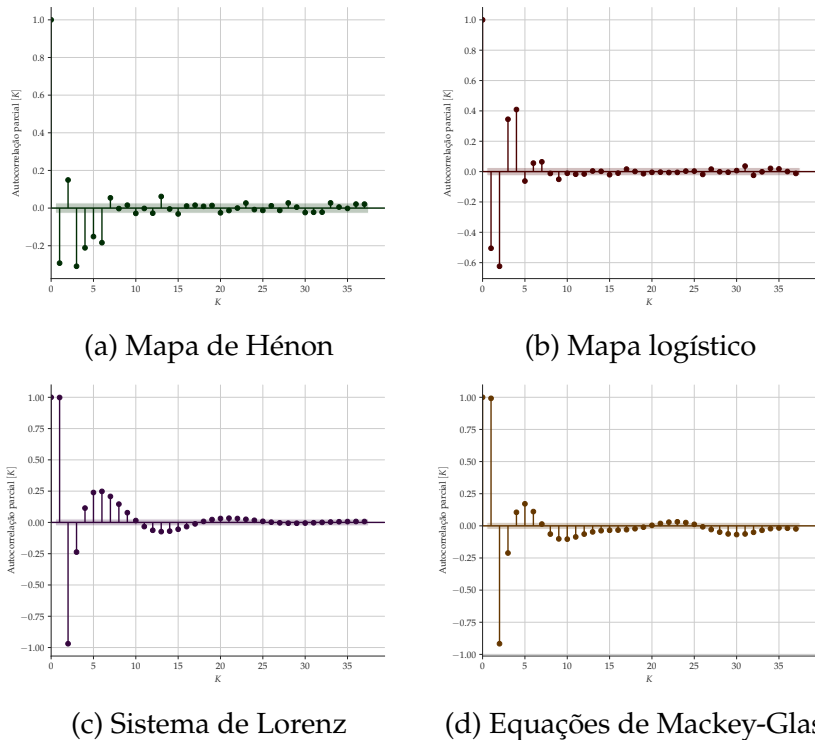 1.0
0.8
0.6
0.4
0.2
0.0
−0.2
Autocorrelação parcial [K]
0 5 10 15 20 25 30 35
K
(a) Mapa de Hénon
1.0
0.8
0.6
0.4
0.2
0.0
−0.2
−0.4
−0.6
Autocorrelação parcial [K]
0 5 10 15 20 25 30 35
K
(b) Mapa logístico
1.00
0.75
0.50
0.25
0.00
−0.25
−0.50
−0.75
−1.00
Autocorrelação parcial [K]
0 5 10 15 20 25 30 35
K
(c) Sistema de Lorenz
1.00
0.75
0.50
0.25
0.00
−0.25
−0.50
−0.75
−1.00
Autocorrelação parcial [K]
0 5 10 15 20 25 30 35
K
(d) Equações de Mackey-Glas